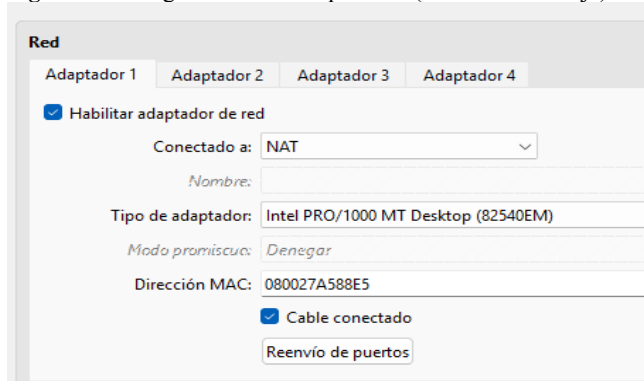 Red
Adaptador 1 Adaptador 2 Adaptador 3 Adaptador 4
Habilitar adaptador de red
Conectado a: NAT
Nombre:
Tipo de adaptador: Intel PRO/1000 MT Desktop (82540EM)
Modo promiscuo: Denegar
Dirección MAC: 080027A588E5
Cable conectado
Reenvío de puertos